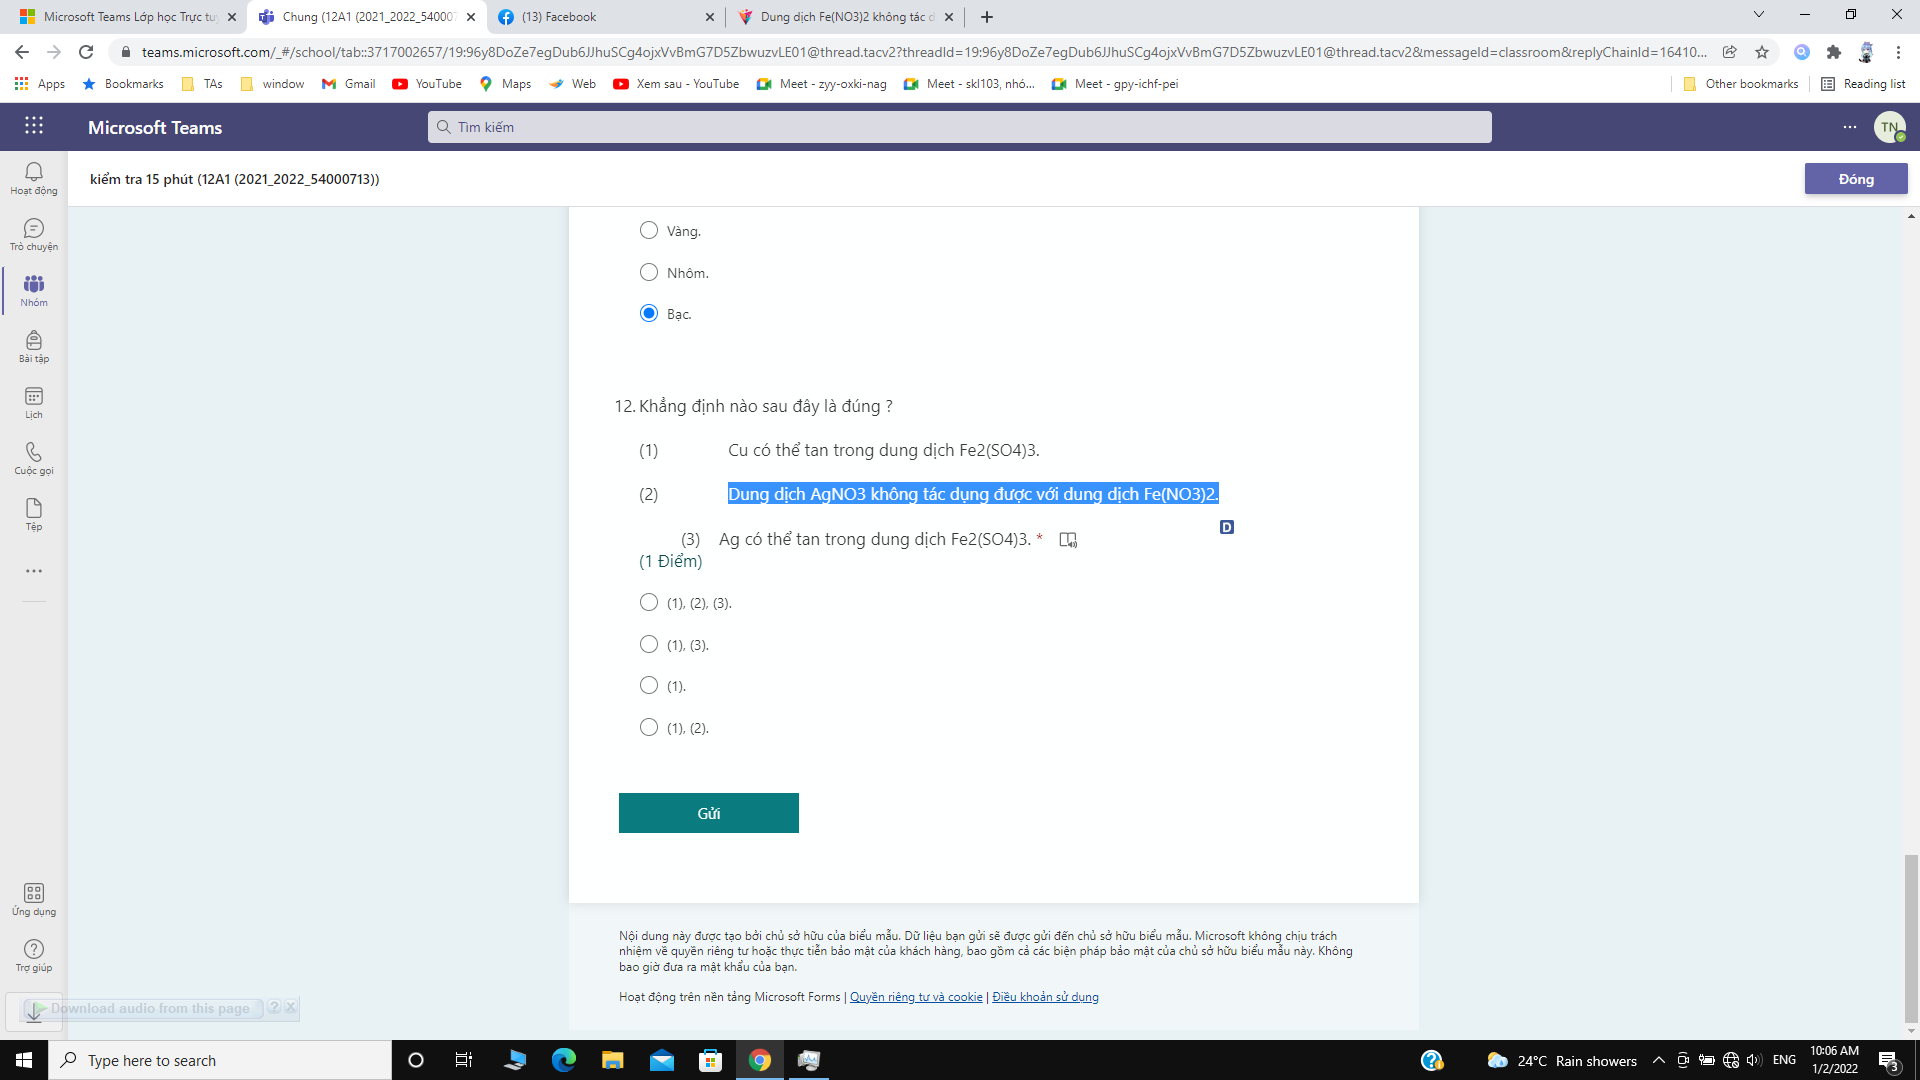 Microsoft Teams Lớp học Trực tu
Chung (12A1 (2021_2022_540007
(13) Facebook
Dung dịch Fe(NO3)2 không tác d
teams.microsoft.com/_#/school/tab::3717002657/19:96y8DoZe7egDub6JJhuSCg4ojxVvBmG7D5ZbwuzvLE01@thread.tacv2?threadId=19:96y8DoZe7egDub6JJhuSCg4ojxVvBmG7D5ZbwuzvLE01@thread.tacv2&messageId=classroom&replyChainId=16410...
Apps Bookmarks TAs window Gmail YouTube Maps Web Xem sau - YouTube Meet - zyy-oxki-nag Meet - skl103, nhó... Meet - gpy-ichf-pei Other bookmarks Reading list
Microsoft Teams
Tìm kiếm
TN
kiểm tra 15 phút (12A1 (2021_2022_54000713))
Đóng
Hoạt động
Trò chuyện
Nhóm
Bài tập
Lịch
Cuộc gọi
Tệp
Ứng dụng
Trợ giúp
Vàng.
Nhôm.
Bạc.
12. Khẳng định nào sau đây là đúng ?
(1) Cu có thể tan trong dung dịch Fe2(SO4)3.
(2) Dung dịch AgNO3 không tác dụng được với dung dịch Fe(NO3)2.
D
(3) Ag có thể tan trong dung dịch Fe2(SO4)3. *
(1 Điểm)
(1), (2), (3).
(1), (3).
(1).
(1), (2).
Gửi
Nội dung này được tạo bởi chủ sở hữu của biểu mẫu. Dữ liệu bạn gửi sẽ được gửi đến chủ sở hữu biểu mẫu. Microsoft không chịu trách
nhiệm về quyền riêng tư hoặc thực tiễn bảo mật của khách hàng, bao gồm cả các biện pháp bảo mật của chủ sở hữu biểu mẫu này. Không
bao giờ đưa ra mật khẩu của bạn.
Hoạt động trên nền tảng Microsoft Forms | Quyền riêng tư và cookie | Điều khoản sử dụng
Download audio from this page ? X
Type here to search
24°C Rain showers
ENG
10:06 AM
1/2/2022
3